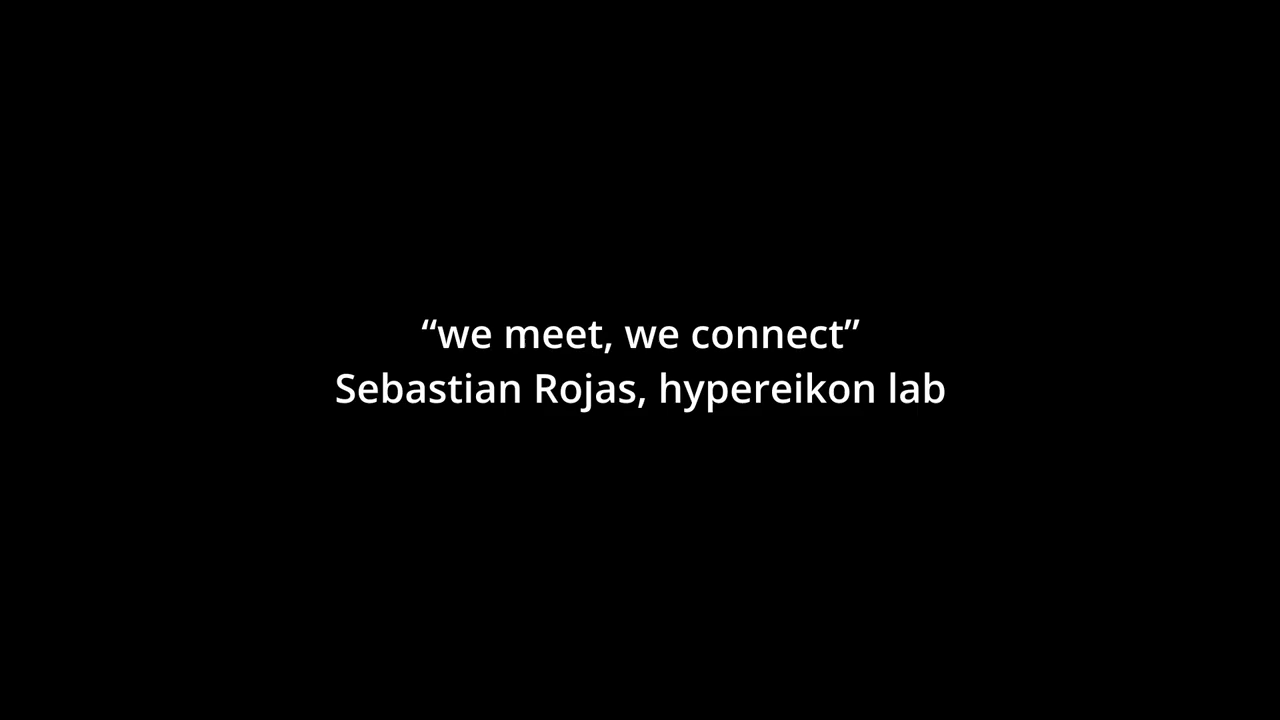 “we meet, we connect”
Sebastian Rojas, hypereikon lab